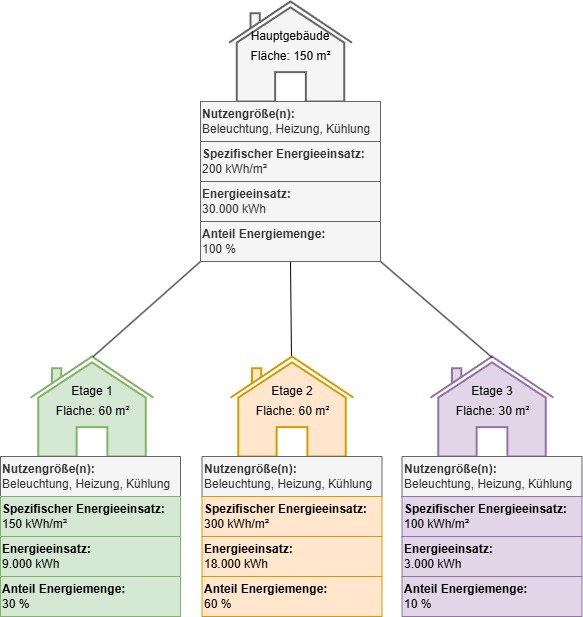 Hauptgebäude
Fläche: 150 m²
Nutzengröße(n):
Beleuchtung, Heizung, Kühlung
Spezifischer Energieeinsatz:
200 kWh/m²
Energieeinsatz:
30.000 kWh
Anteil Energiemenge:
100 %
Etage 1
Fläche: 60 m²
Nutzengröße(n):
Beleuchtung, Heizung, Kühlung
Spezifischer Energieeinsatz:
150 kWh/m²
Energieeinsatz:
9.000 kWh
Anteil Energiemenge:
30 %
Etage 2
Fläche: 60 m²
Nutzengröße(n):
Beleuchtung, Heizung, Kühlung
Spezifischer Energieeinsatz:
300 kWh/m²
Energieeinsatz:
18.000 kWh
Anteil Energiemenge:
60 %
Etage 3
Fläche: 30 m²
Nutzengröße(n):
Beleuchtung, Heizung, Kühlung
Spezifischer Energieeinsatz:
100 kWh/m²
Energieeinsatz:
3.000 kWh
Anteil Energiemenge:
10 %